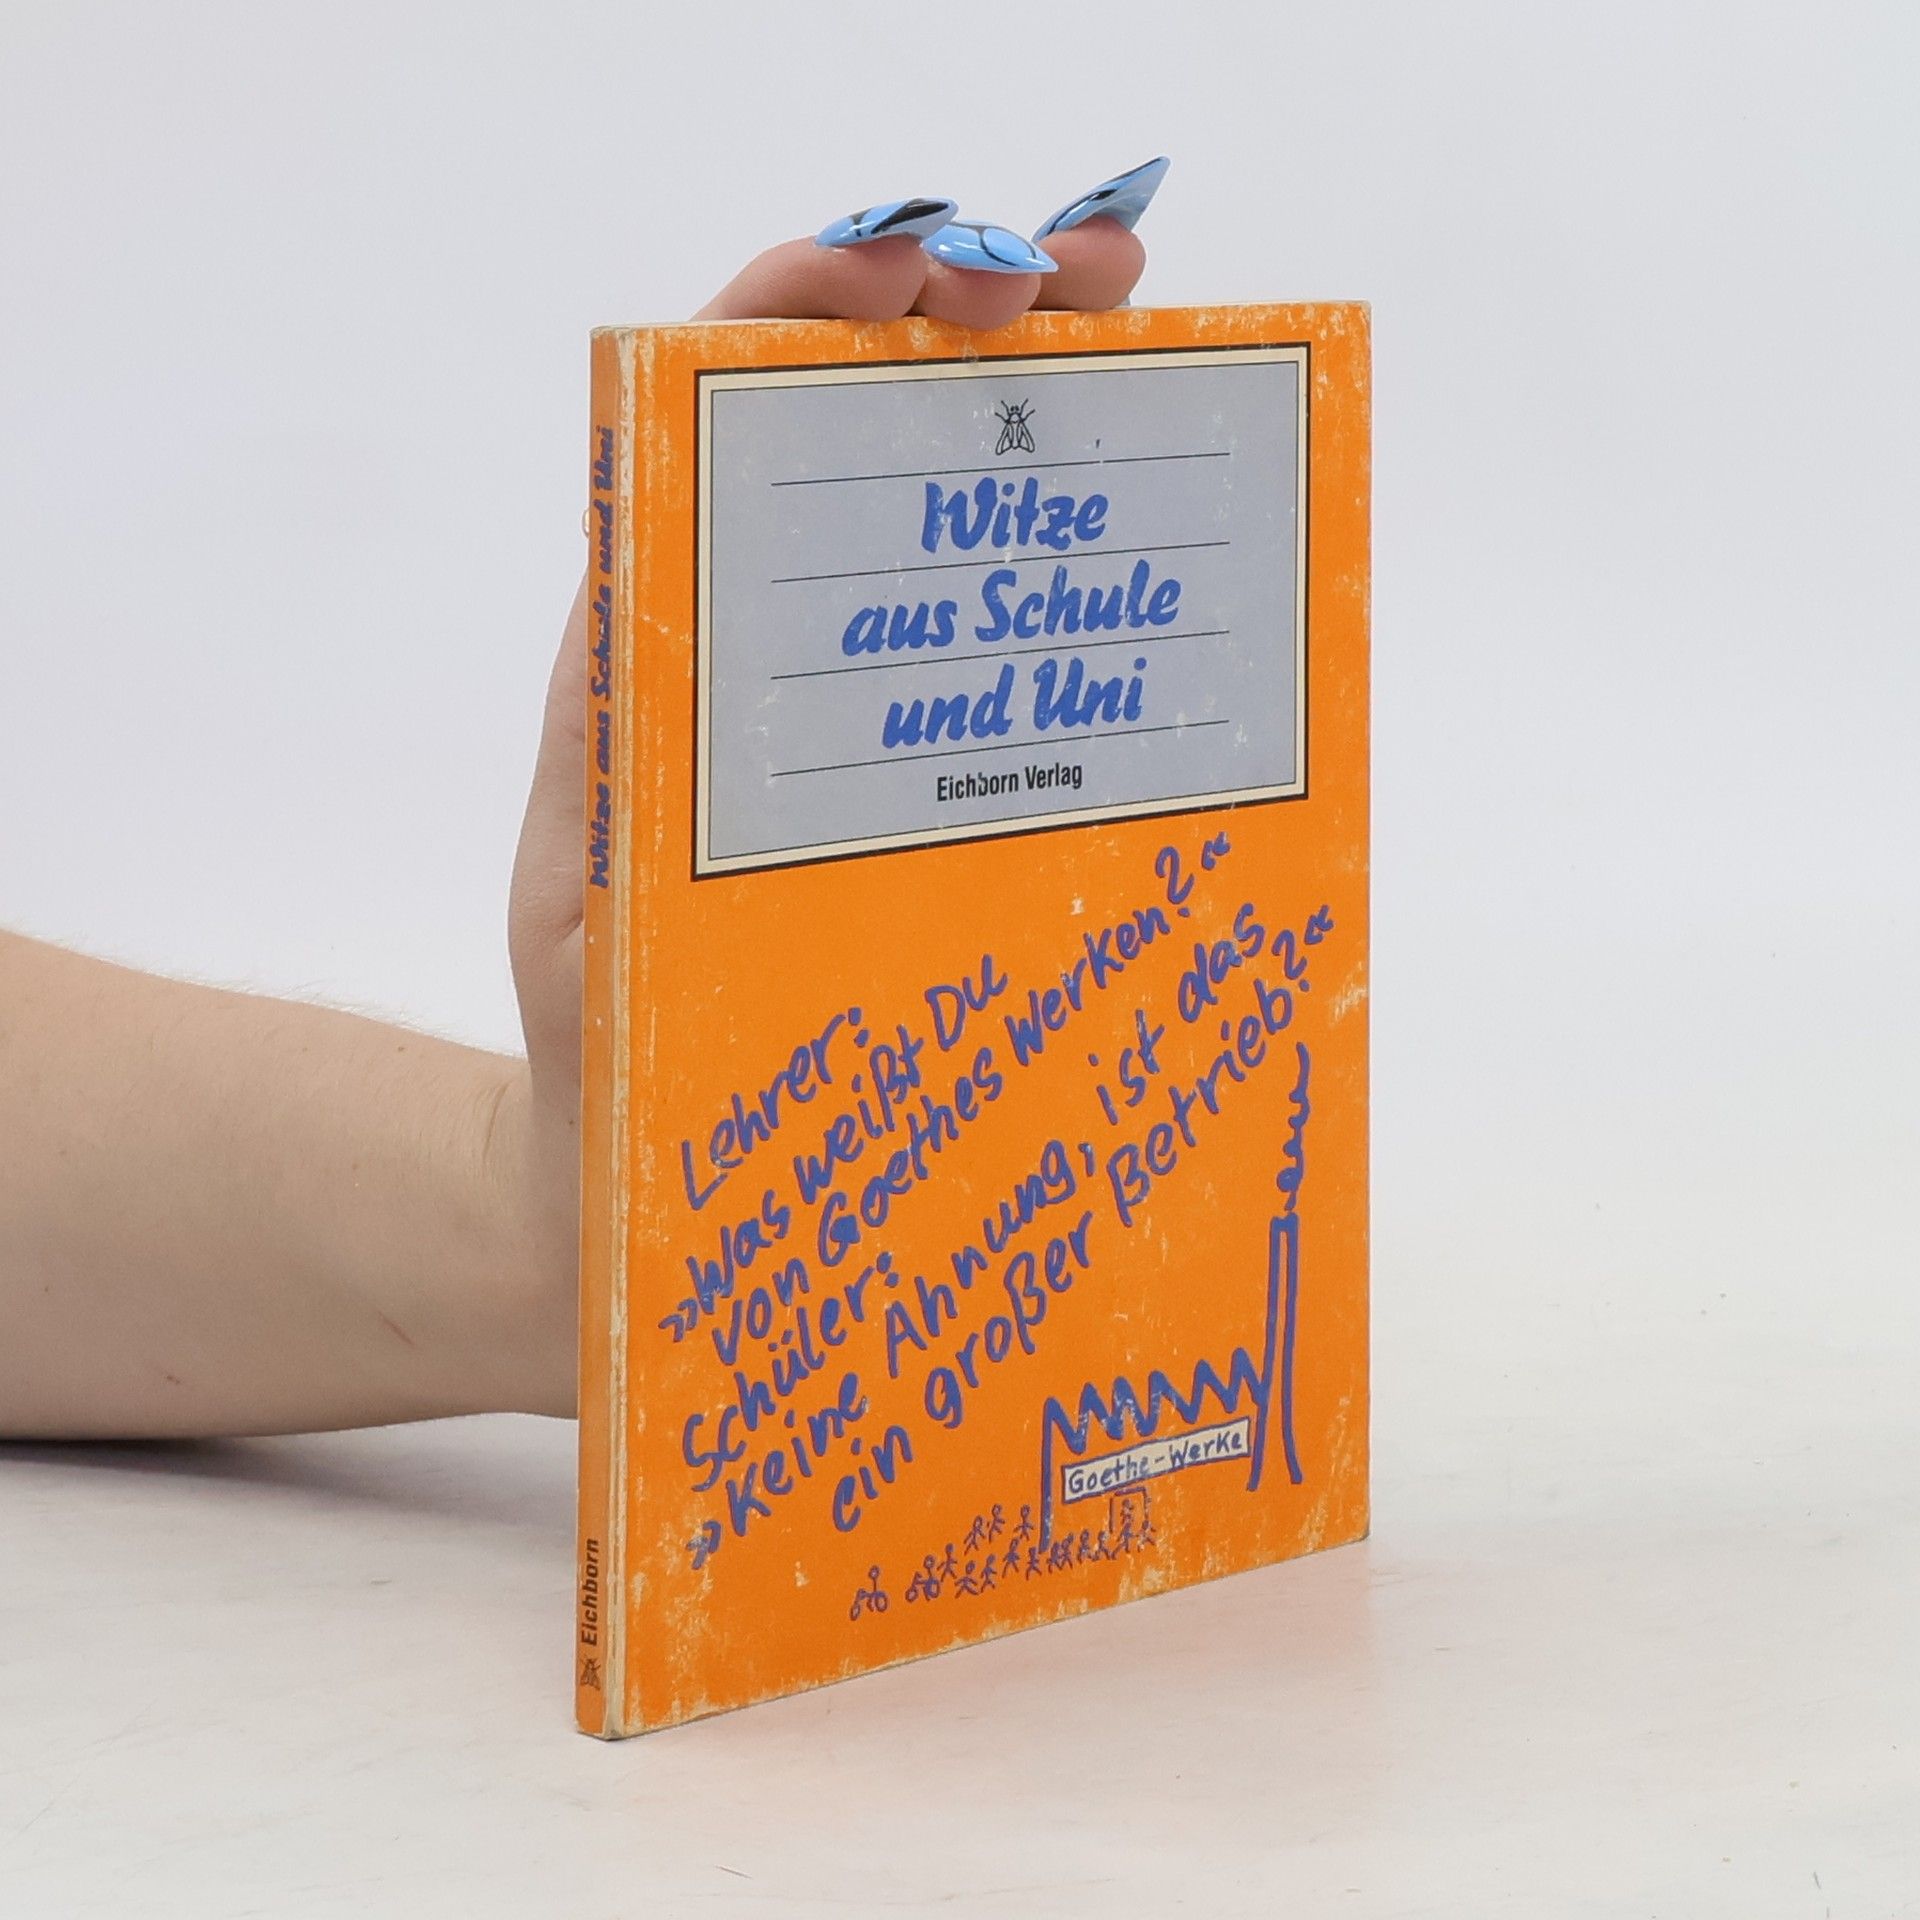 Witze
aus Schule
und Uni
Eichborn Verlag
Lehrer:
»Was weißt Du
von Goethes Werken?«
Schüler:
»Keine Ahnung, ist das
ein großer Betrieb?«
Goethe-Werke
Witze aus Schule und Uni
Eichborn